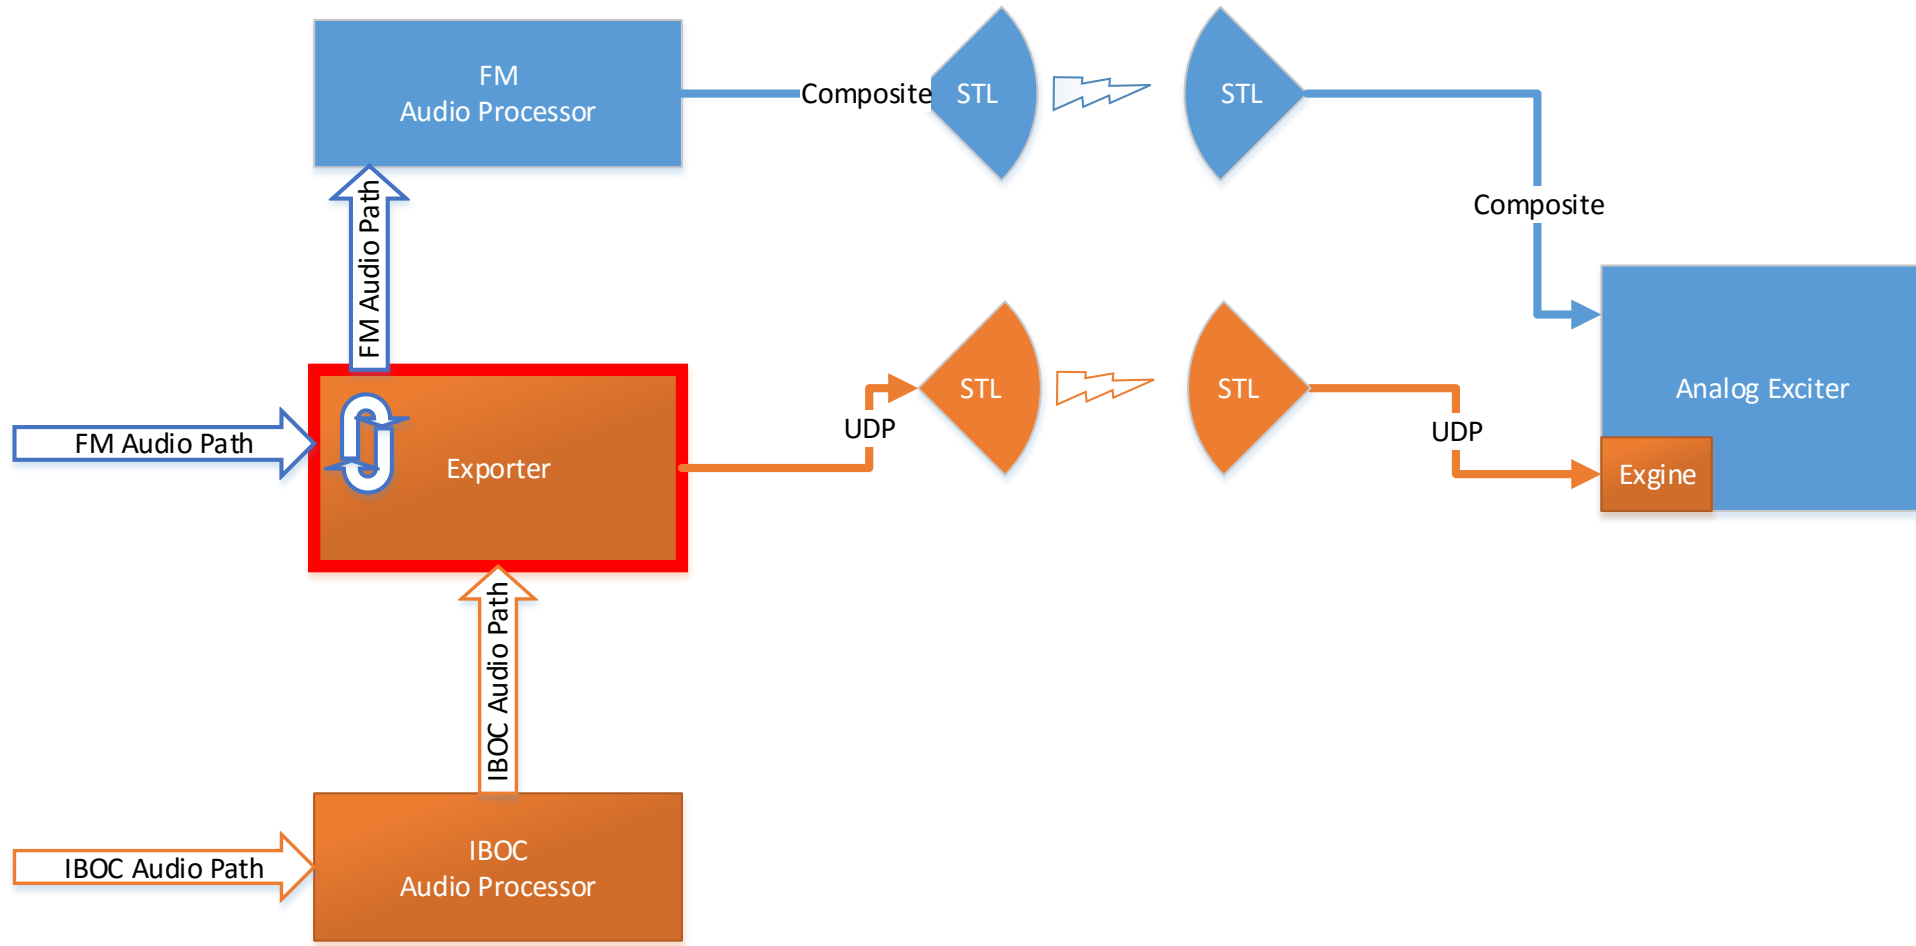 FM
Audio Processor
Composite
STL
STL
FM Audio Path
Composite
FM Audio Path
Exporter
UDP
STL
STL
UDP
Analog Exciter
Exgine
IBOC Audio Path
IBOC Audio Path
IBOC
Audio Processor